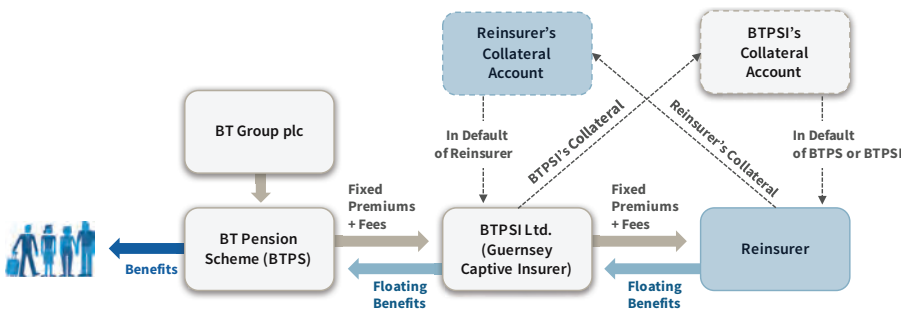 Reinsurer's
Collateral
Account
BTPSI's
Collateral
Account
BT Group plc
In Default
of Reinsurer
BTPSI's Collateral
Reinsurer's Collateral
In Default
of BTPS or BTPSI
Fixed
Premiums
+ Fees
Fixed
Premiums
+ Fees
BT Pension
Scheme (BTPS)
BTPSI Ltd.
(Guernsey
Captive Insurer)
Reinsurer
Benefits
Floating
Benefits
Floating
Benefits